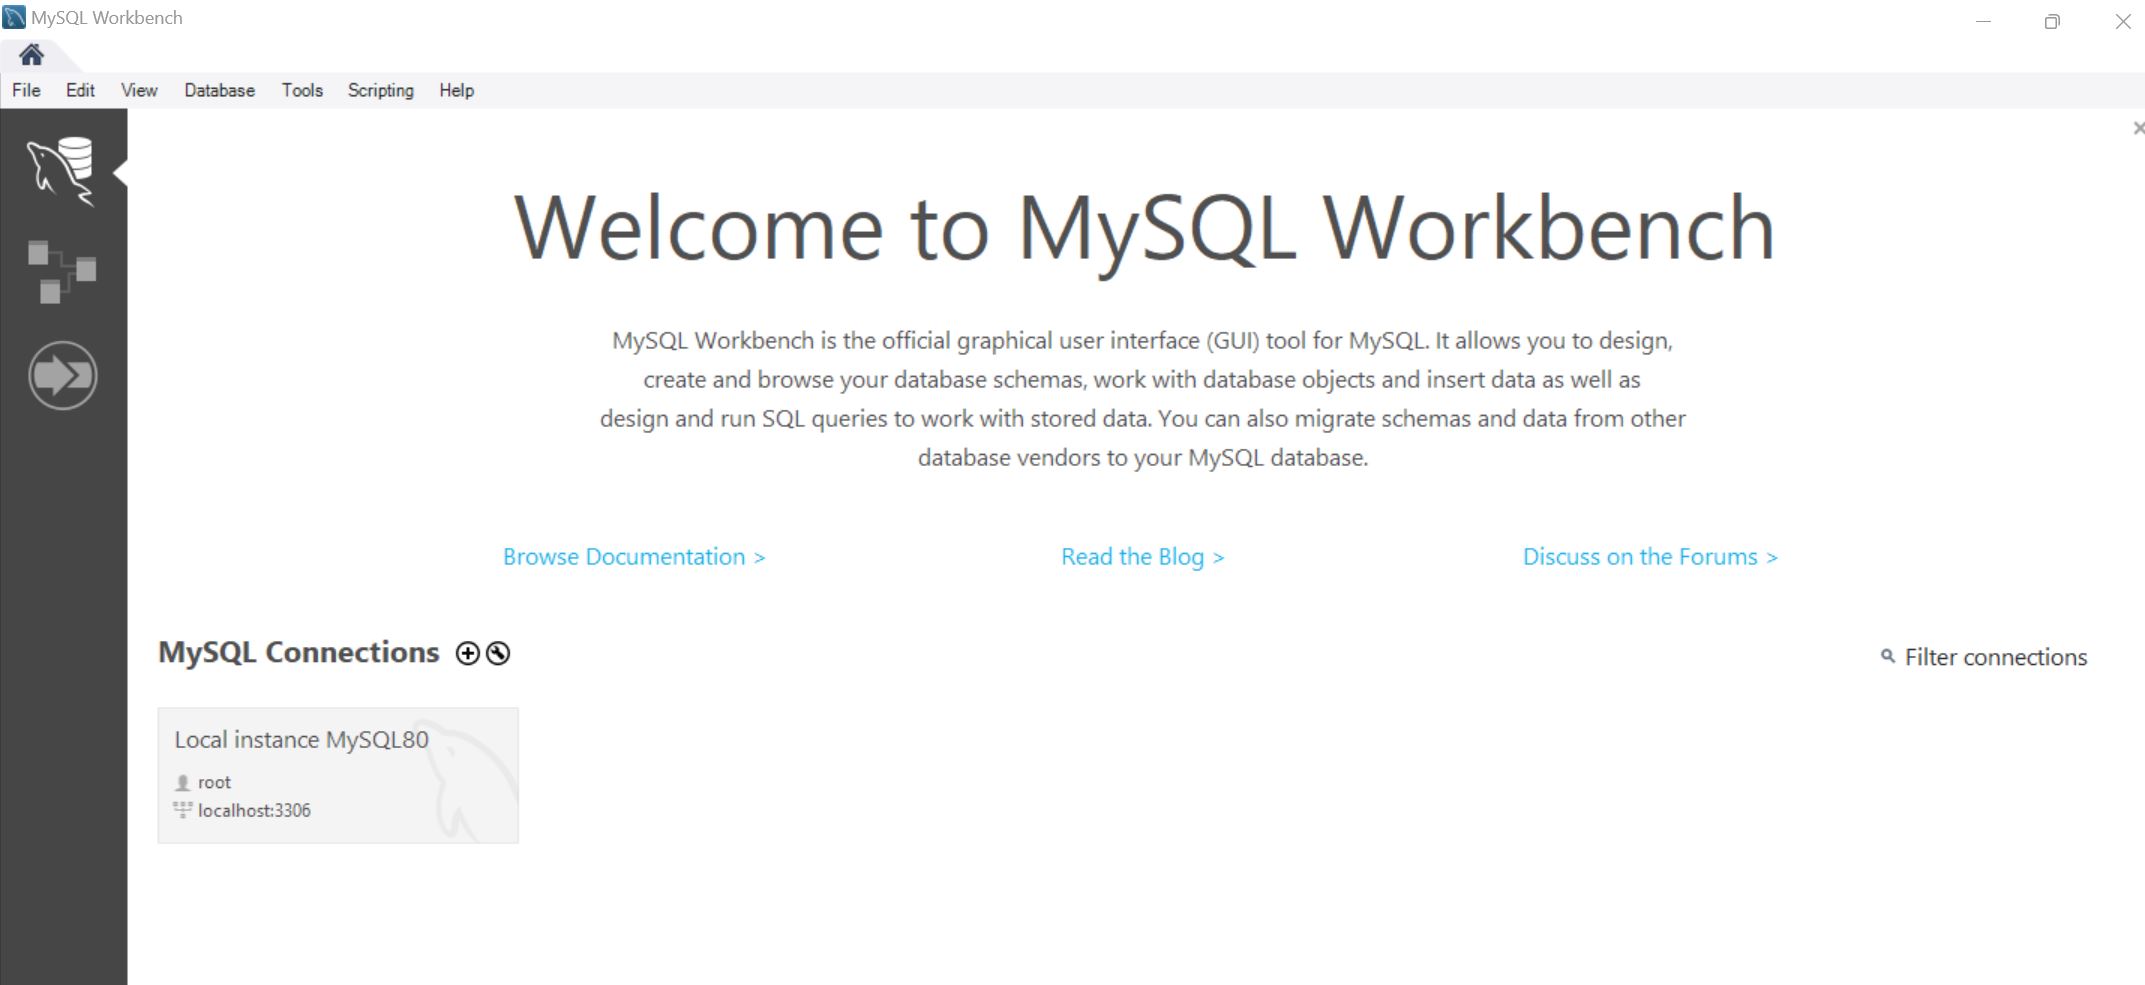 MySQL Workbench
File Edit View Database Tools Scripting Help
Welcome to MySQL Workbench
MySQL Workbench is the official graphical user interface (GUI) tool for MySQL. It allows you to design,
create and browse your database schemas, work with database objects and insert data as well as
design and run SQL queries to work with stored data. You can also migrate schemas and data from other
database vendors to your MySQL database.
Browse Documentation > Read the Blog > Discuss on the Forums >
MySQL Connections Filter connections
Local instance MySQL80
root
localhost:3306